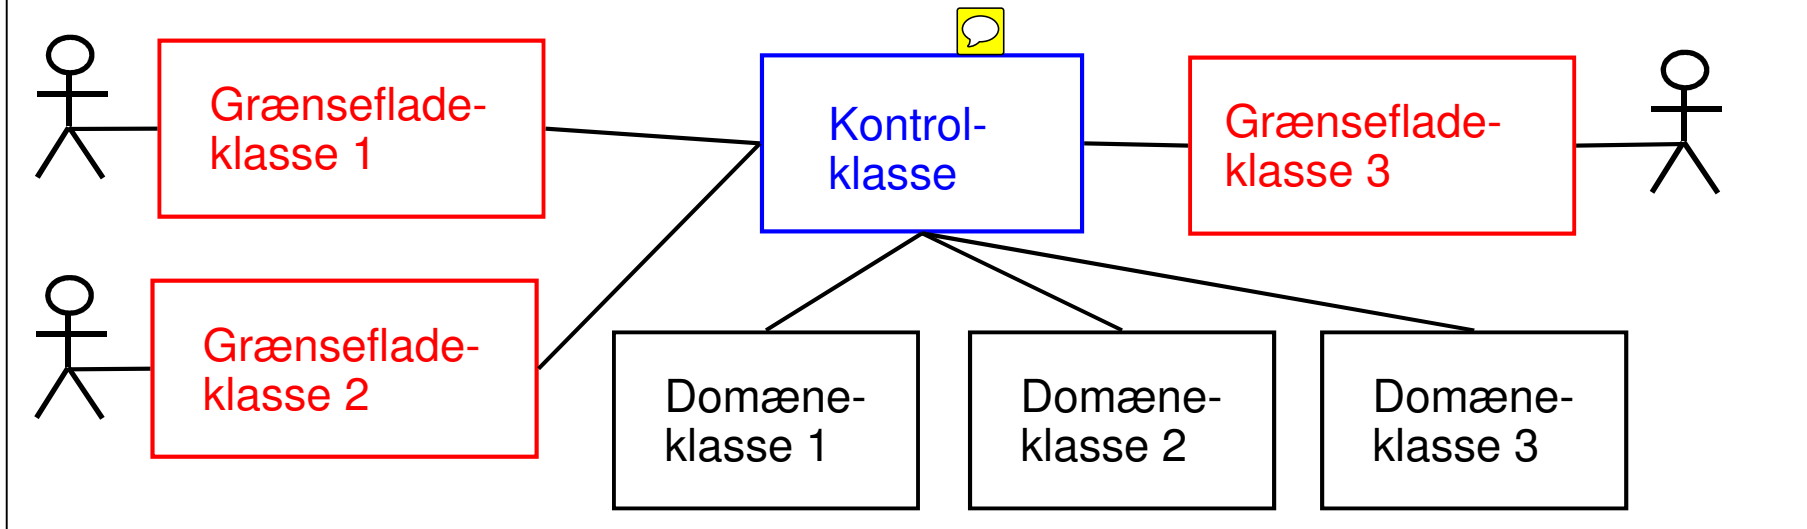 Grænseflade-
klasse 1
Kontrol-
klasse
Grænseflade-
klasse 3
Grænseflade-
klasse 2
Domæne-
klasse 1
Domæne-
klasse 2
Domæne-
klasse 3